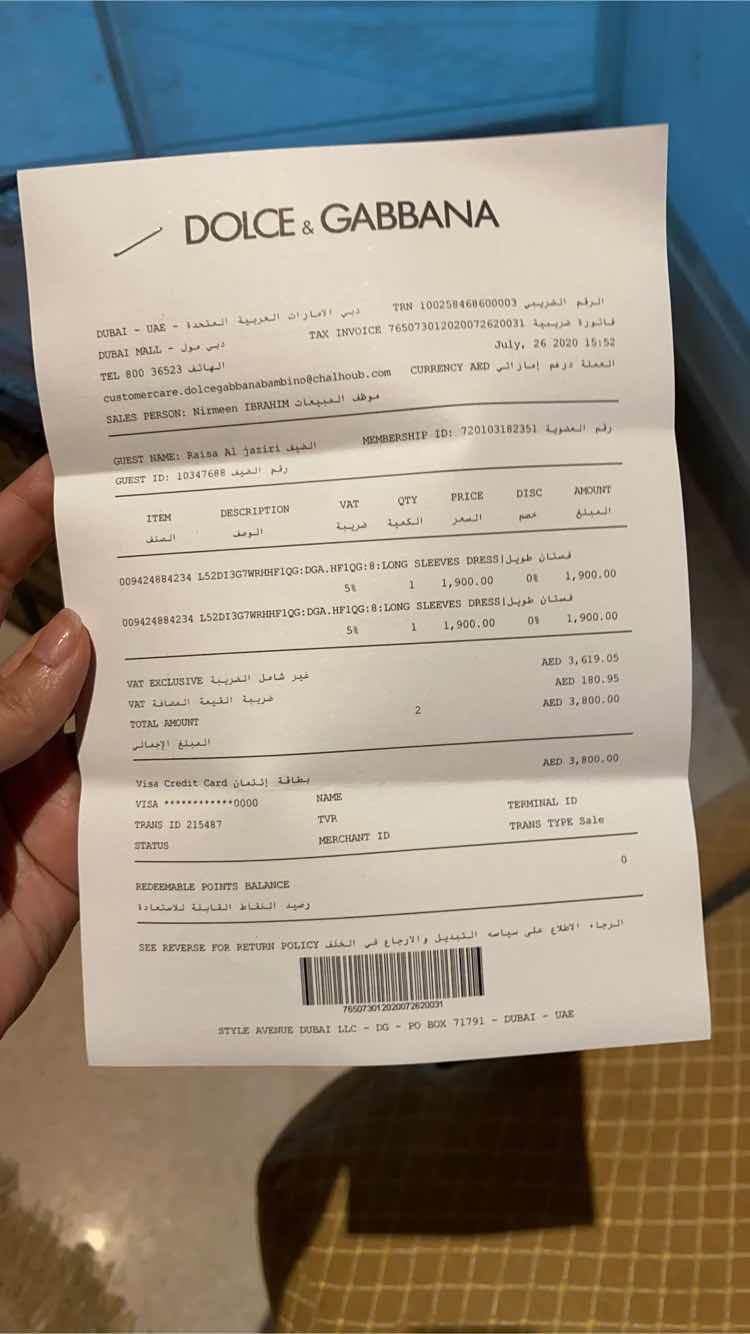 DOLCE & GABBANA
DUBAI - UAE - دبي الامارات العربية المتحدة
TRN 100258468600003 الرقم الضريبي
DUBAI MALL - دبي مول
TAX INVOICE 765073012020072620031 فاتورة ضريبية
TEL 800 36523 الهاتف
July, 26 2020 15:52
customercare.dolcegabbanabambino@chalhoub.com
CURRENCY AED العملة درهم إماراتي
SALES PERSON: Nirmeen IBRAHIM موظف المبيعات
GUEST NAME: Raisa Al jaziri الضيف
MEMBERSHIP ID: 720103182351 رقم العضوية
GUEST ID: 10347688 رقم الضيف
ITEM DESCRIPTION VAT QTY PRICE DISC AMOUNT
الصنف الوصف ضريبة الكمية السعر خصم المبلغ
009424884234 L52DI3G7WRHHF1QG:DGA.HF1QG:8:LONG SLEEVES DRESS|فستان طويل
5% 1 1,900.00 0% 1,900.00
009424884234 L52DI3G7WRHHF1QG:DGA.HF1QG:8:LONG SLEEVES DRESS|فستان طويل
5% 1 1,900.00 0% 1,900.00
VAT EXCLUSIVE غير شامل الضريبة AED 3,619.05
VAT ضريبة القيمة المضافة AED 180.95
TOTAL AMOUNT 2 AED 3,800.00
المبلغ الإجمالي
Visa Credit Card بطاقة إئتمان AED 3,800.00
VISA ************0000 NAME TERMINAL ID
TRANS ID 215487 TVR TRANS TYPE Sale
STATUS MERCHANT ID
REDEEMABLE POINTS BALANCE 0
رصيد النقاط القابلة للاستعادة
SEE REVERSE FOR RETURN POLICY الرجاء الاطلاع على سياسه التبديل والارجاع في الخلف
765073012020072620031
STYLE AVENUE DUBAI LLC - DG - PO BOX 71791 - DUBAI - UAE